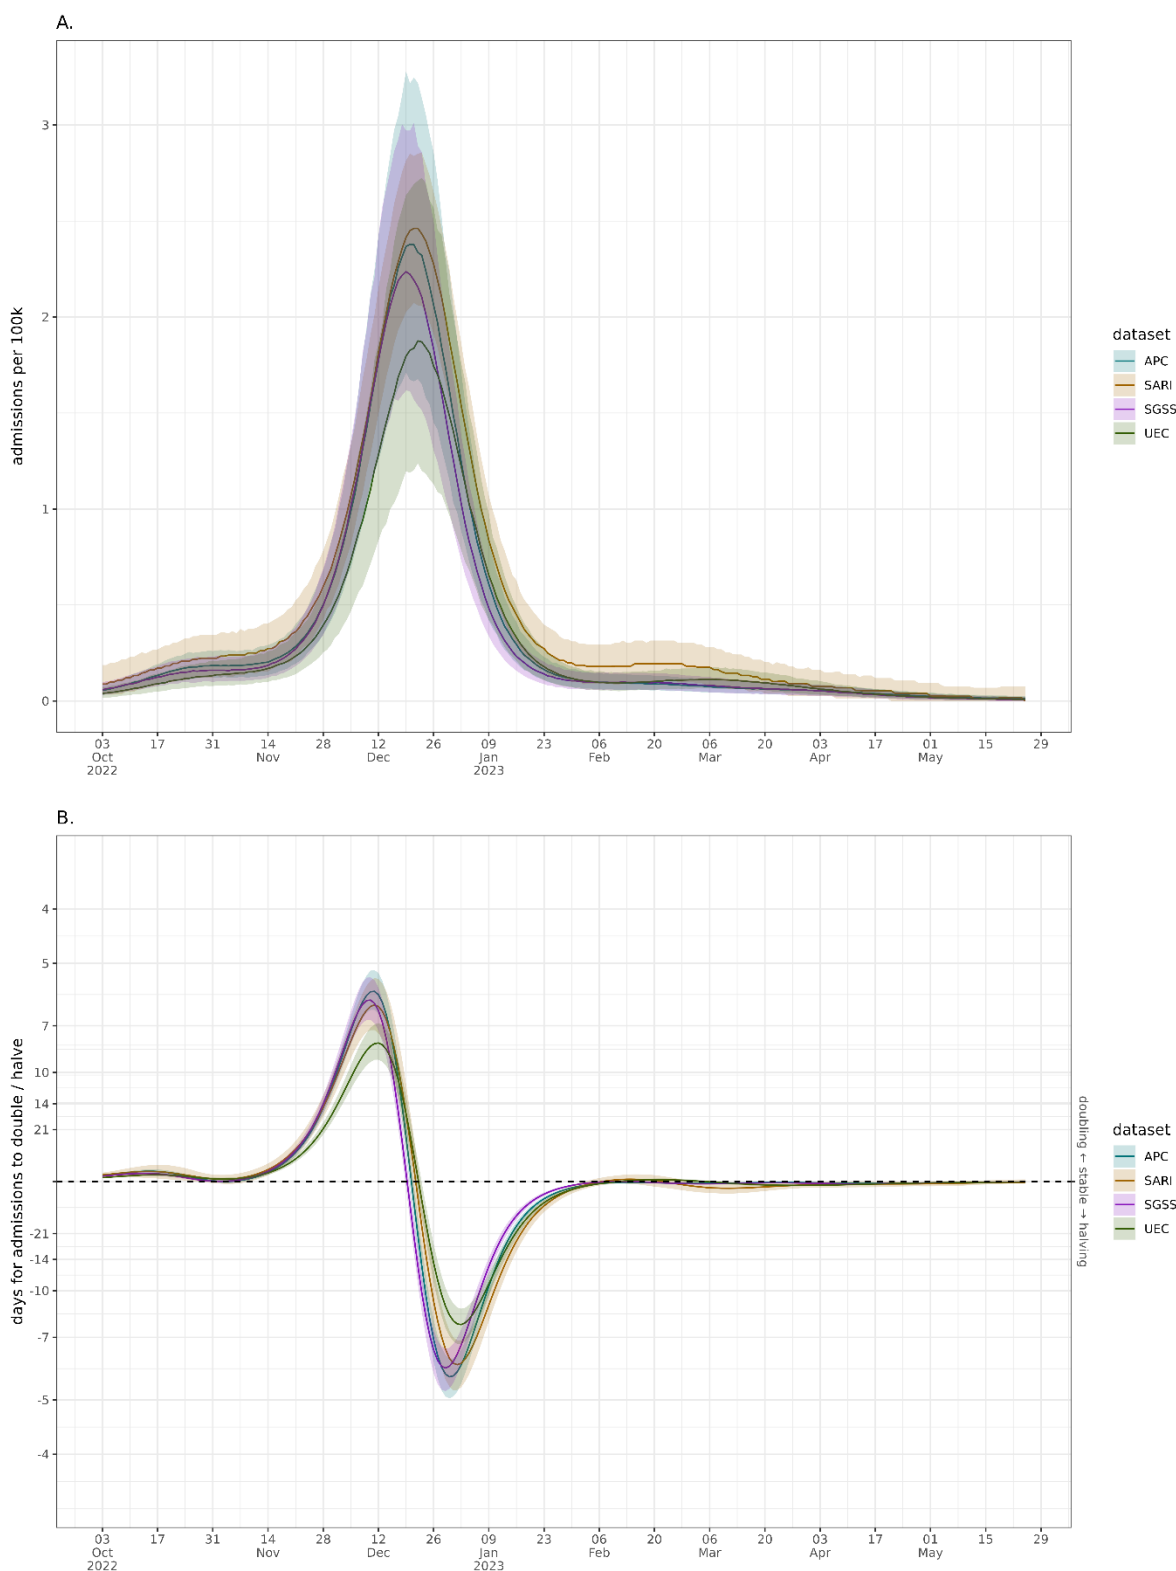 A.
admissions per 100k
3
2
1
0
03 17 31 14 28 12 26 09 23 06 20 06 20 03 17 01 15 29
Oct Nov Dec Jan Feb Mar Apr May
2022 2023
dataset
APC
SARI
SGSS
UEC
B.
days for admissions to double / halve
4
5
7
10
14
21
-21
-14
-10
-7
-5
-4
doubling ← stable → halving
03 17 31 14 28 12 26 09 23 06 20 06 20 03 17 01 15 29
Oct Nov Dec Jan Feb Mar Apr May
2022 2023
dataset
APC
SARI
SGSS
UEC